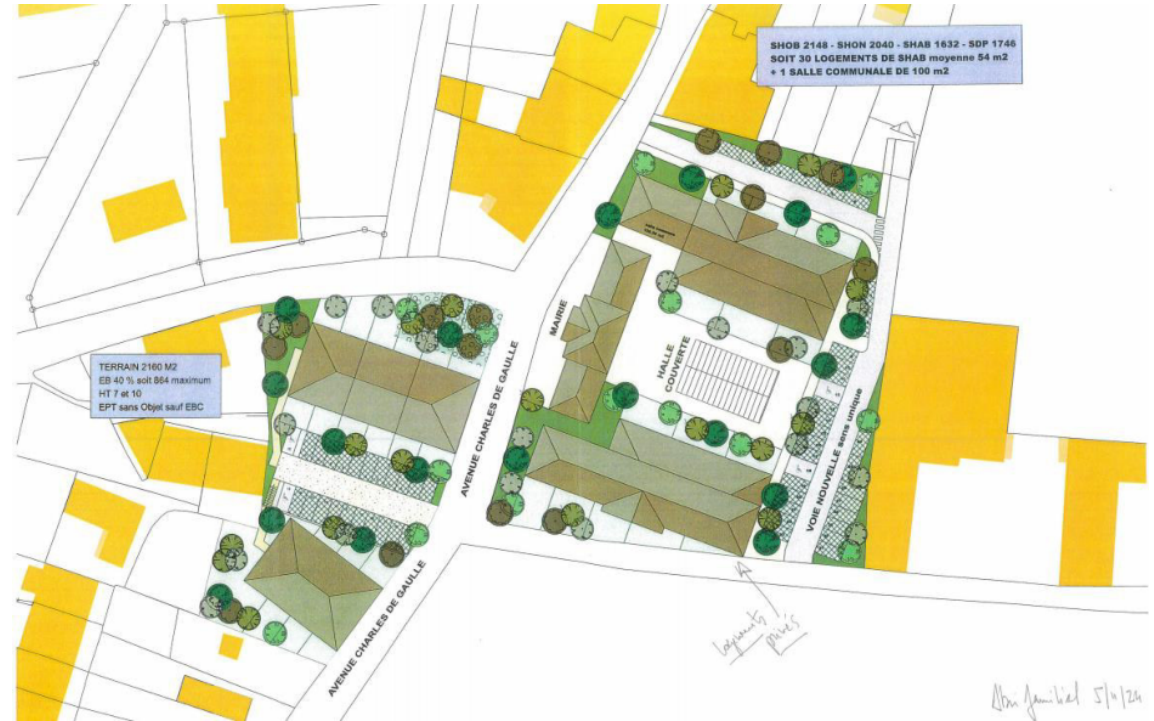 SHOB 2148 - SHON 2040 - SHAB 1632 - SDP 1746
SOIT 30 LOGEMENTS DE SHAB moyenne 54 m2
+ 1 SALLE COMMUNALE DE 100 m2
MAIRIE
HALLE
COUVERTE
TERRAIN 2160 M2
EB 40 % soit 864 maximum
HT 7 et 10
EPT sans Objet sauf EBC
AVENUE CHARLES DE GAULLE
VOIE NOUVELLE sens unique
AVENUE CHARLES DE GAULLE
Logements
privés
Abri familial 5/11/24